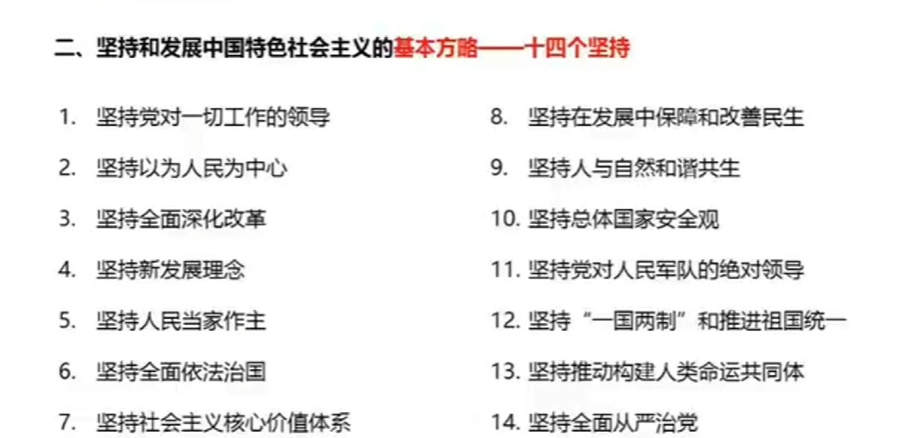 二、坚持和发展中国特色社会主义的基本方略——十四个坚持
1. 坚持党对一切工作的领导
2. 坚持以为人民为中心
3. 坚持全面深化改革
4. 坚持新发展理念
5. 坚持人民当家作主
6. 坚持全面依法治国
7. 坚持社会主义核心价值体系
8. 坚持在发展中保障和改善民生
9. 坚持人与自然和谐共生
10. 坚持总体国家安全观
11. 坚持党对人民军队的绝对领导
12. 坚持“一国两制”和推进祖国统一
13. 坚持推动构建人类命运共同体
14. 坚持全面从严治党